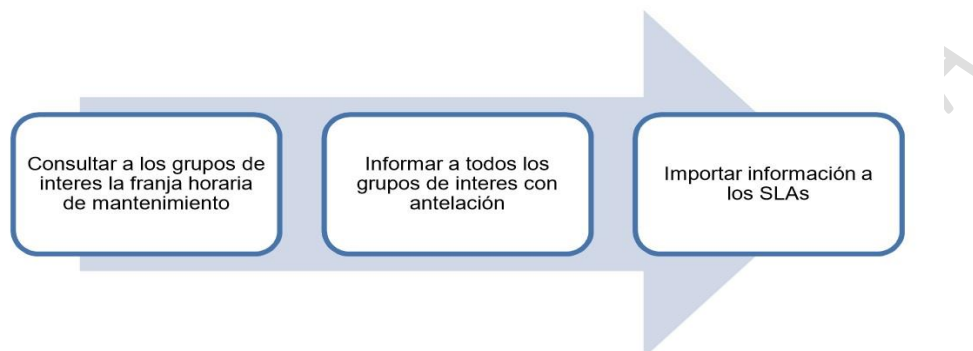 Consultar a los grupos de
interes la franja horaria
de mantenimiento
Informar a todos los
grupos de interes con
antelación
Importar información a
los SLAs